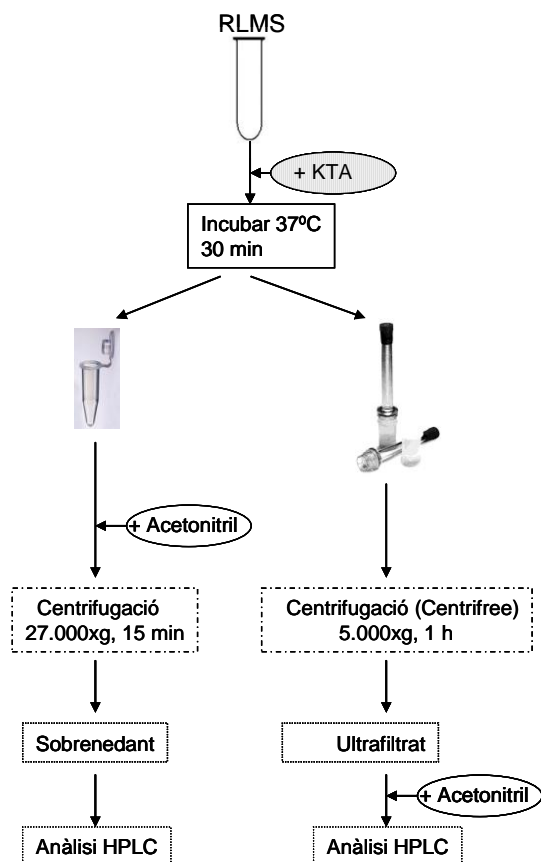 RLMS
+ KTA
Incubar 37ºC
30 min
+ Acetonitril
Centrifugació
27.000xg, 15 min
Sobrenedant
Anàlisi HPLC
Centrifugació (Centrifree)
5.000xg, 1 h
Ultrafiltrat
+ Acetonitril
Anàlisi HPLC